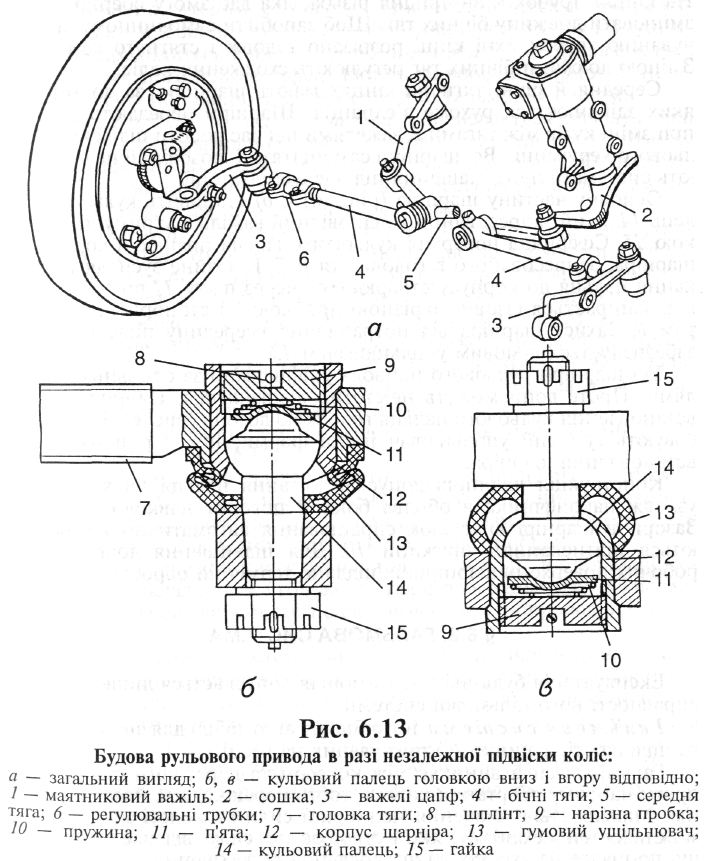 1
2
3
6
4
5
4
3
а
8
9
10
11
7
12
13
14
15
б
15
14
13
12
11
9
10
в
Рис. 6.13
Будова рульового привода в разі незалежної підвіски коліс:
а — загальний вигляд; б, в — кульовий палець головкою вниз і вгору відповідно;
1 — маятниковий важіль; 2 — сошка; 3 — важелі цапф; 4 — бічні тяги; 5 — середня
тяга; 6 — регулювальні трубки; 7 — головка тяги; 8 — шплінт; 9 — нарізна пробка;
10 — пружина; 11 — п'ята; 12 — корпус шарніра; 13 — гумовий ущільнювач;
14 — кульовий палець; 15 — гайка